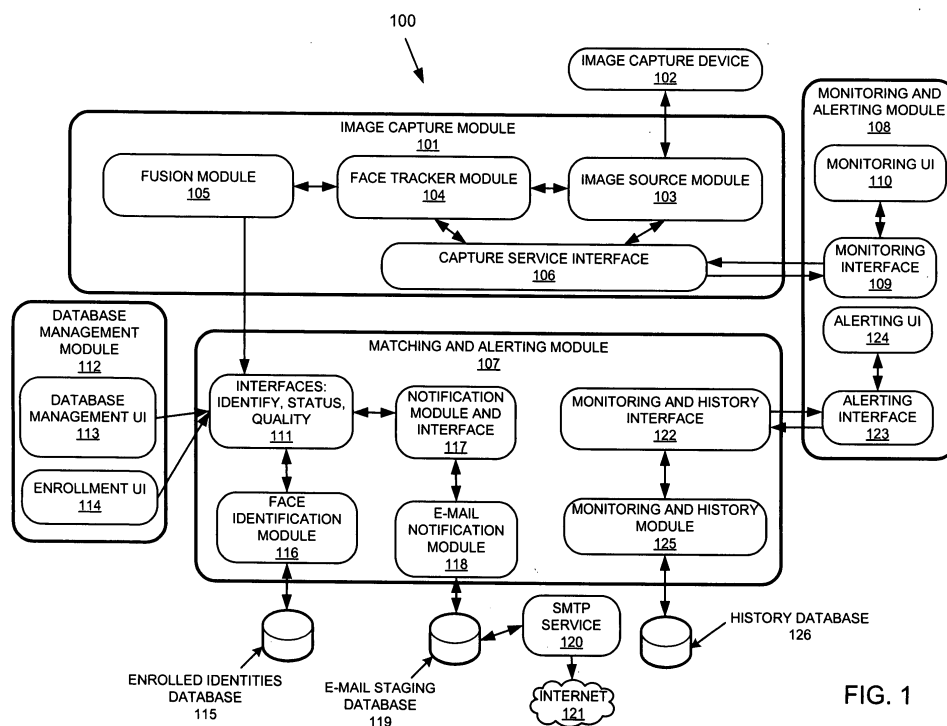 100
IMAGE CAPTURE DEVICE
102
IMAGE CAPTURE MODULE
101
FUSION MODULE
105
FACE TRACKER MODULE
104
IMAGE SOURCE MODULE
103
CAPTURE SERVICE INTERFACE
106
MONITORING AND
ALERTING MODULE
108
MONITORING UI
110
MONITORING
INTERFACE
109
ALERTING UI
124
ALERTING
INTERFACE
123
DATABASE
MANAGEMENT
MODULE
112
DATABASE
MANAGEMENT UI
113
ENROLLMENT UI
114
MATCHING AND ALERTING MODULE
107
INTERFACES:
IDENTIFY, STATUS,
QUALITY
111
NOTIFICATION
MODULE AND
INTERFACE
117
MONITORING AND HISTORY
INTERFACE
122
FACE
IDENTIFICATION
MODULE
116
E-MAIL
NOTIFICATION
MODULE
118
MONITORING AND HISTORY
MODULE
125
ENROLLED IDENTITIES
DATABASE
115
E-MAIL STAGING
DATABASE
119
SMTP
SERVICE
120
INTERNET
121
HISTORY DATABASE
126
FIG. 1